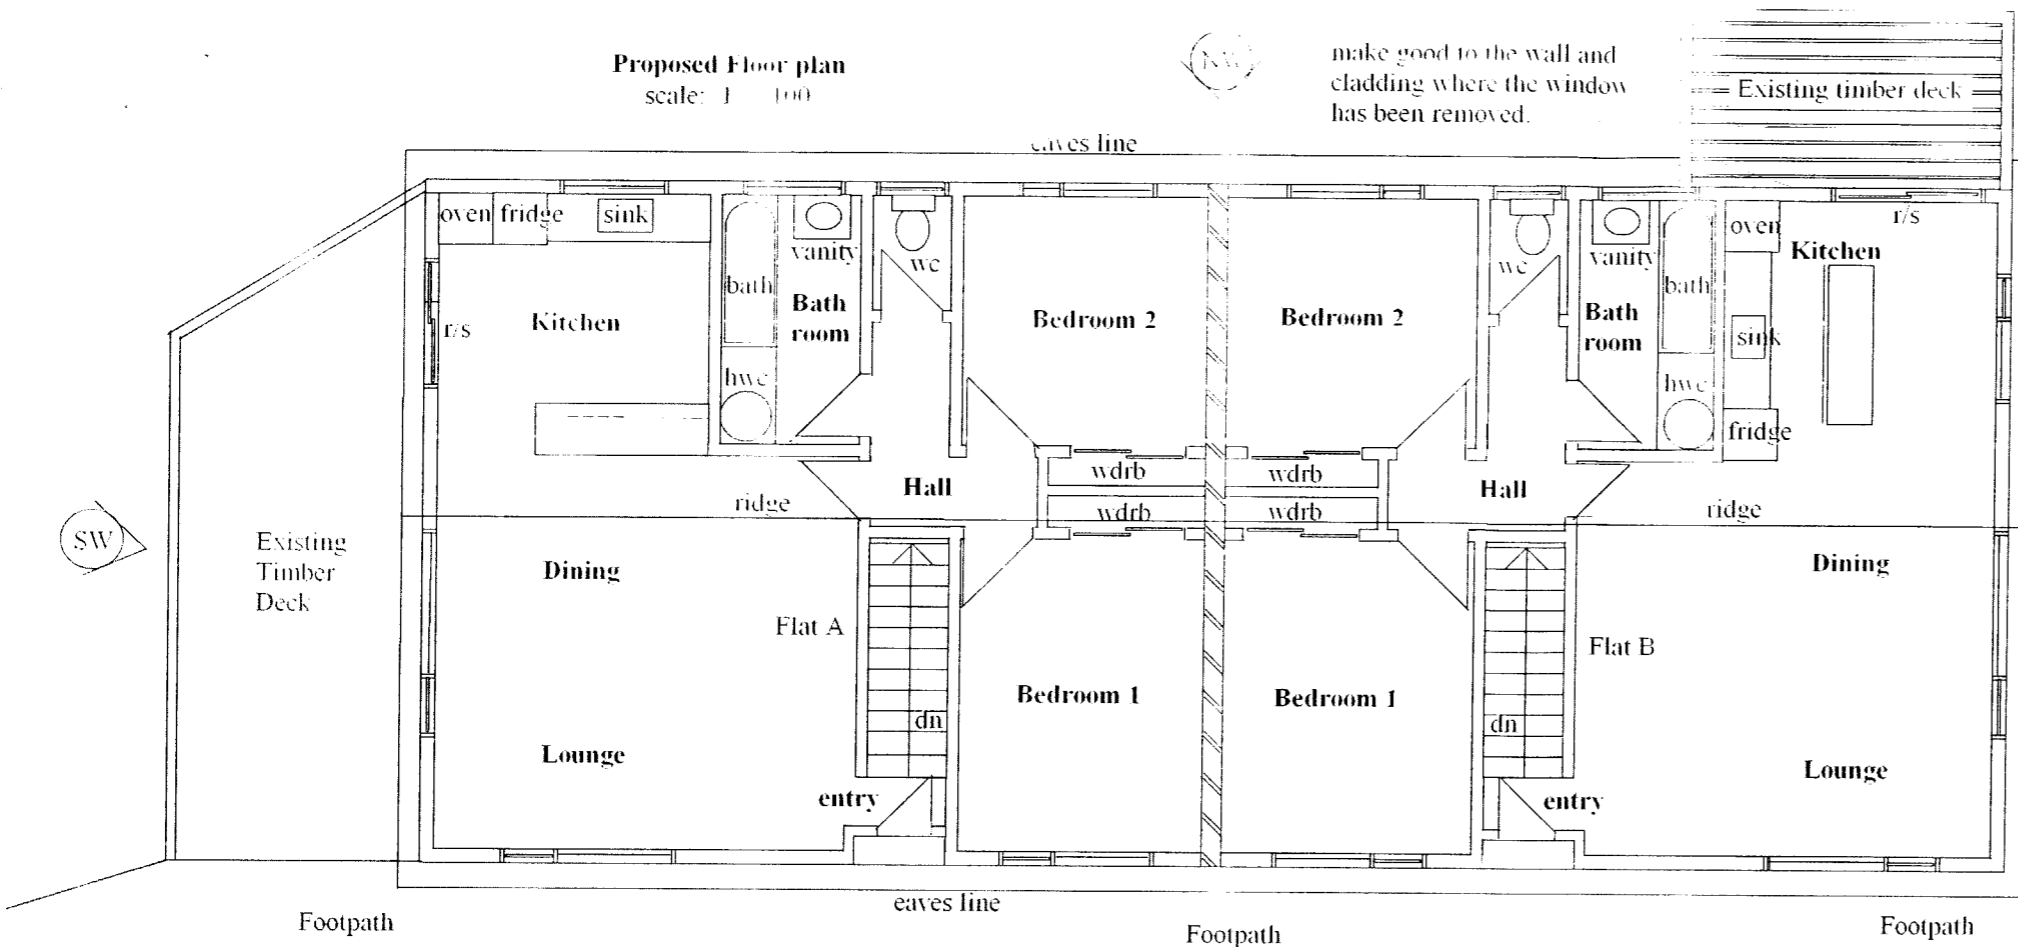 Proposed Floor plan
scale: 1 100
NW
make good to the wall and
cladding where the window
has been removed.
Existing timber deck
eaves line
oven
fridge
sink
vanity
wc
wc
vanity
oven
r/s
Kitchen
bath
Bath
room
Kitchen
r/s
Bedroom 2
Bedroom 2
bath
Bath
room
sink
hwc
hwc
fridge
wdrb
wdrb
Hall
Hall
ridge
wdrb
wdrb
ridge
SW
Existing
Timber
Deck
Dining
Dining
Flat A
Flat B
Bedroom 1
Bedroom 1
dn
dn
Lounge
Lounge
entry
entry
eaves line
Footpath
Footpath
Footpath